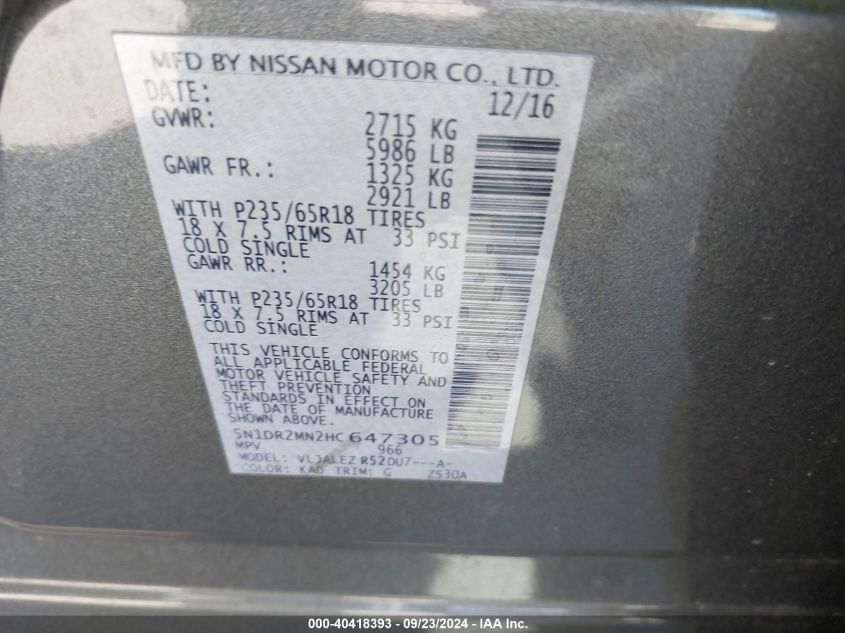 MFD BY NISSAN MOTOR CO., LTD.
DATE: 12/16
GVWR: 2715 KG
5986 LB
GAWR FR.: 1325 KG
2921 LB
WITH P235/65R18 TIRES
18 X 7.5 RIMS AT 33 PSI
COLD SINGLE
GAWR RR.: 1454 KG
3205 LB
WITH P235/65R18 TIRES
18 X 7.5 RIMS AT 33 PSI
COLD SINGLE
THIS VEHICLE CONFORMS TO
ALL APPLICABLE FEDERAL
MOTOR VEHICLE SAFETY AND
THEFT PREVENTION
STANDARDS IN EFFECT ON
THE DATE OF MANUFACTURE
SHOWN ABOVE.
5N1DR2MN2HC647305
MPV 966
MODEL: VLJALEZ R52DU7---A-
COLOR: KAD TRIM: G ZS30A
000-40418393 - 09/23/2024 - IAA Inc.